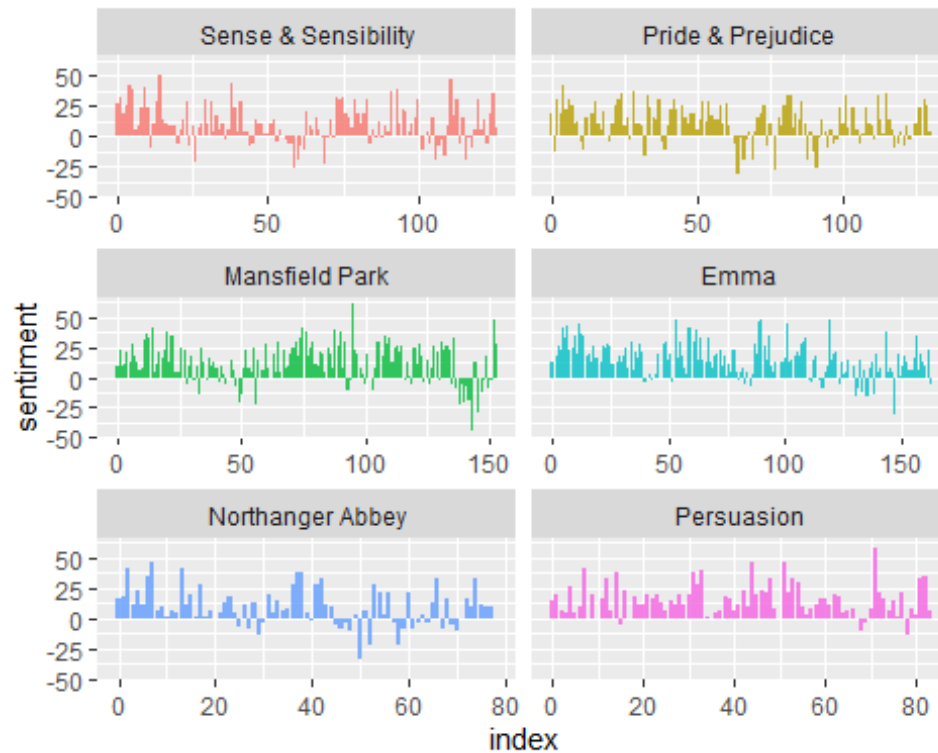 Sense & Sensibility
Pride & Prejudice
50
25
0
-25
-50
0 50 100
0 50 100
Mansfield Park
Emma
50
25
0
-25
-50
0 50 100 150
0 50 100 150
sentiment
Northanger Abbey
Persuasion
50
25
0
-25
-50
0 20 40 60 80
0 20 40 60 80
index